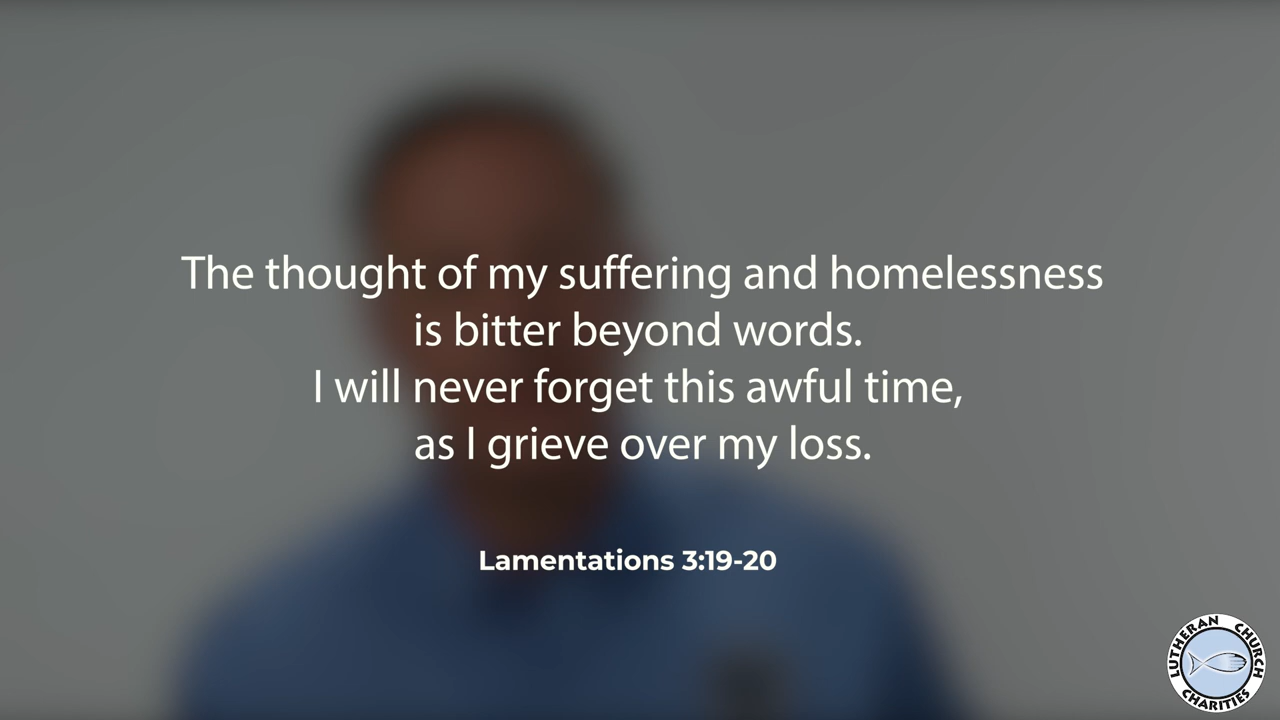 The thought of my suffering and homelessness
is bitter beyond words.
I will never forget this awful time,
as I grieve over my loss.
Lamentations 3:19-20
LUTHERAN CHURCH
CHARITIES